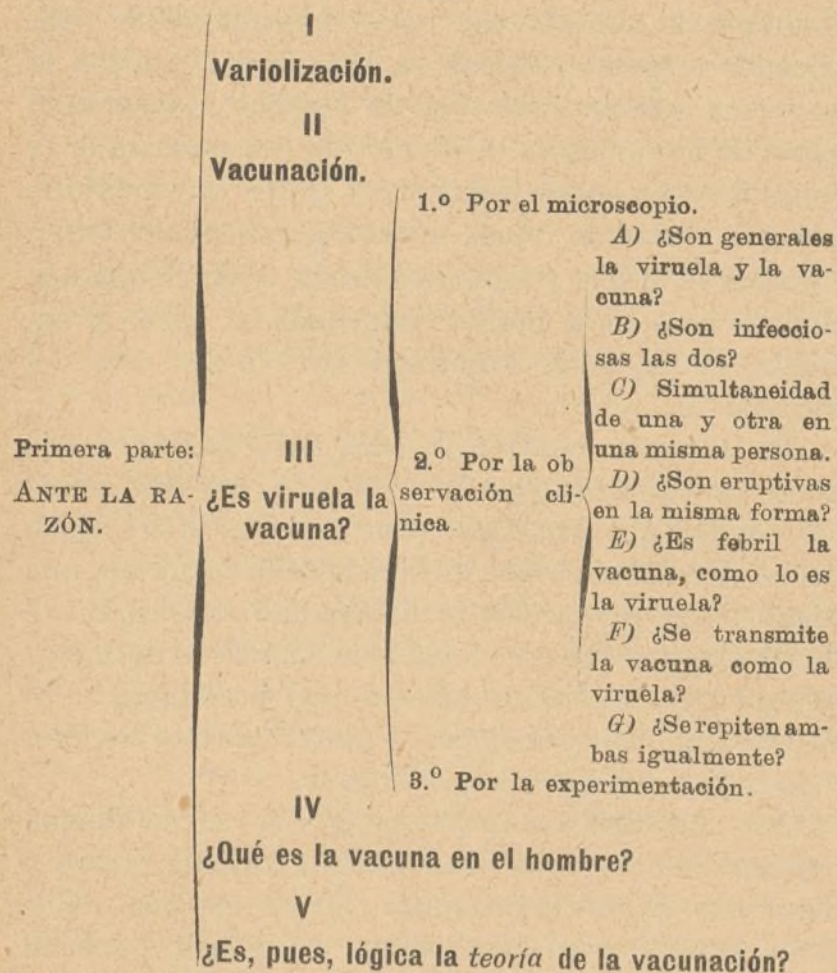 I
Variolización.
II
Vacunación.
Primera parte:
ANTE LA RA-
ZÓN.
III
¿Es viruela la
vacuna?
1.º Por el microscopio.
2.º Por la ob
servación clí-
nica
A) ¿Son generales
la viruela y la va-
cuna?
B) ¿Son infeccio-
sas las dos?
C) Simultaneidad
de una y otra en
una misma persona.
D) ¿Son eruptivas
en la misma forma?
E) ¿Es febril la
vacuna, como lo es
la viruela?
F) ¿Se transmite
la vacuna como la
viruela?
G) ¿Se repiten am-
bas igualmente?
3.º Por la experimentación.
IV
¿Qué es la vacuna en el hombre?
V
¿Es, pues, lógica la teoría de la vacunación?